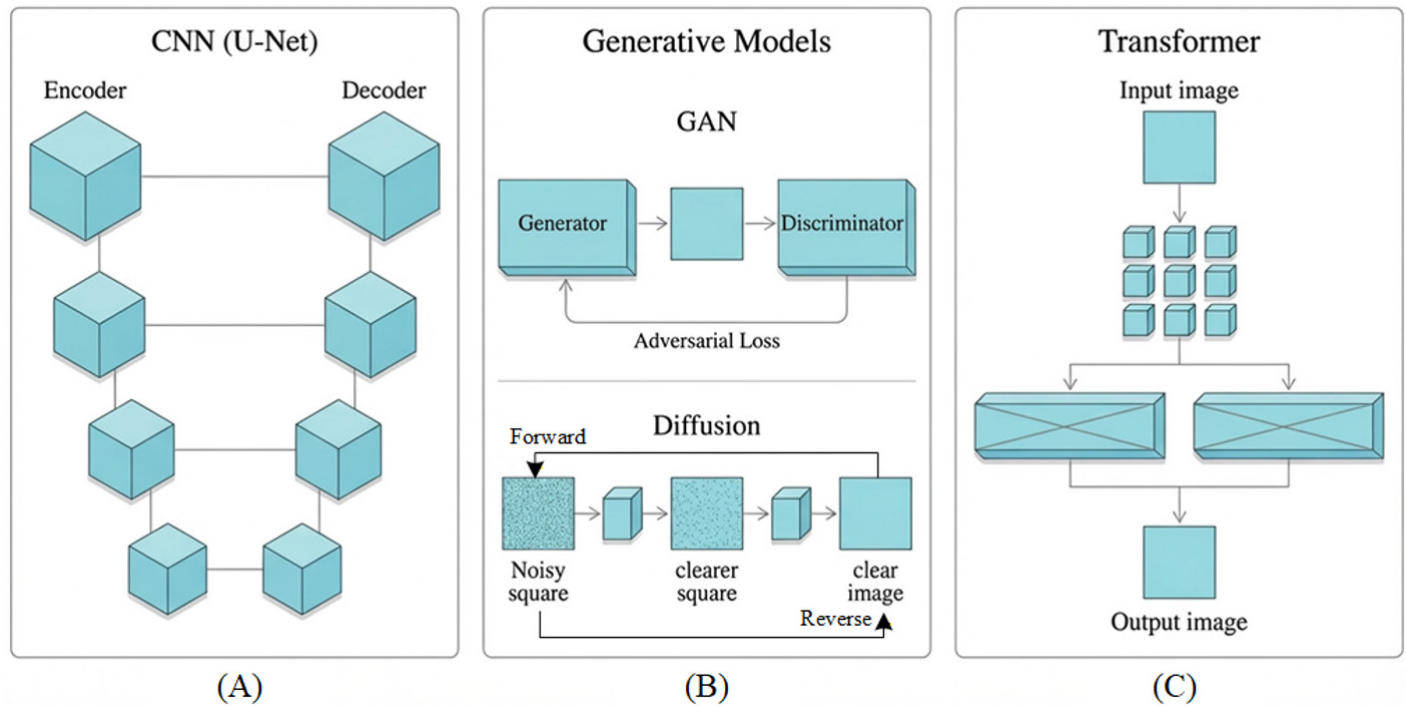 CNN (U-Net)
Encoder
Decoder
(A)
Generative Models
GAN
Generator
Discriminator
Adversarial Loss
Diffusion
Forward
Noisy
square
clearer
square
clear
image
Reverse
(B)
Transformer
Input image
Output image
(C)